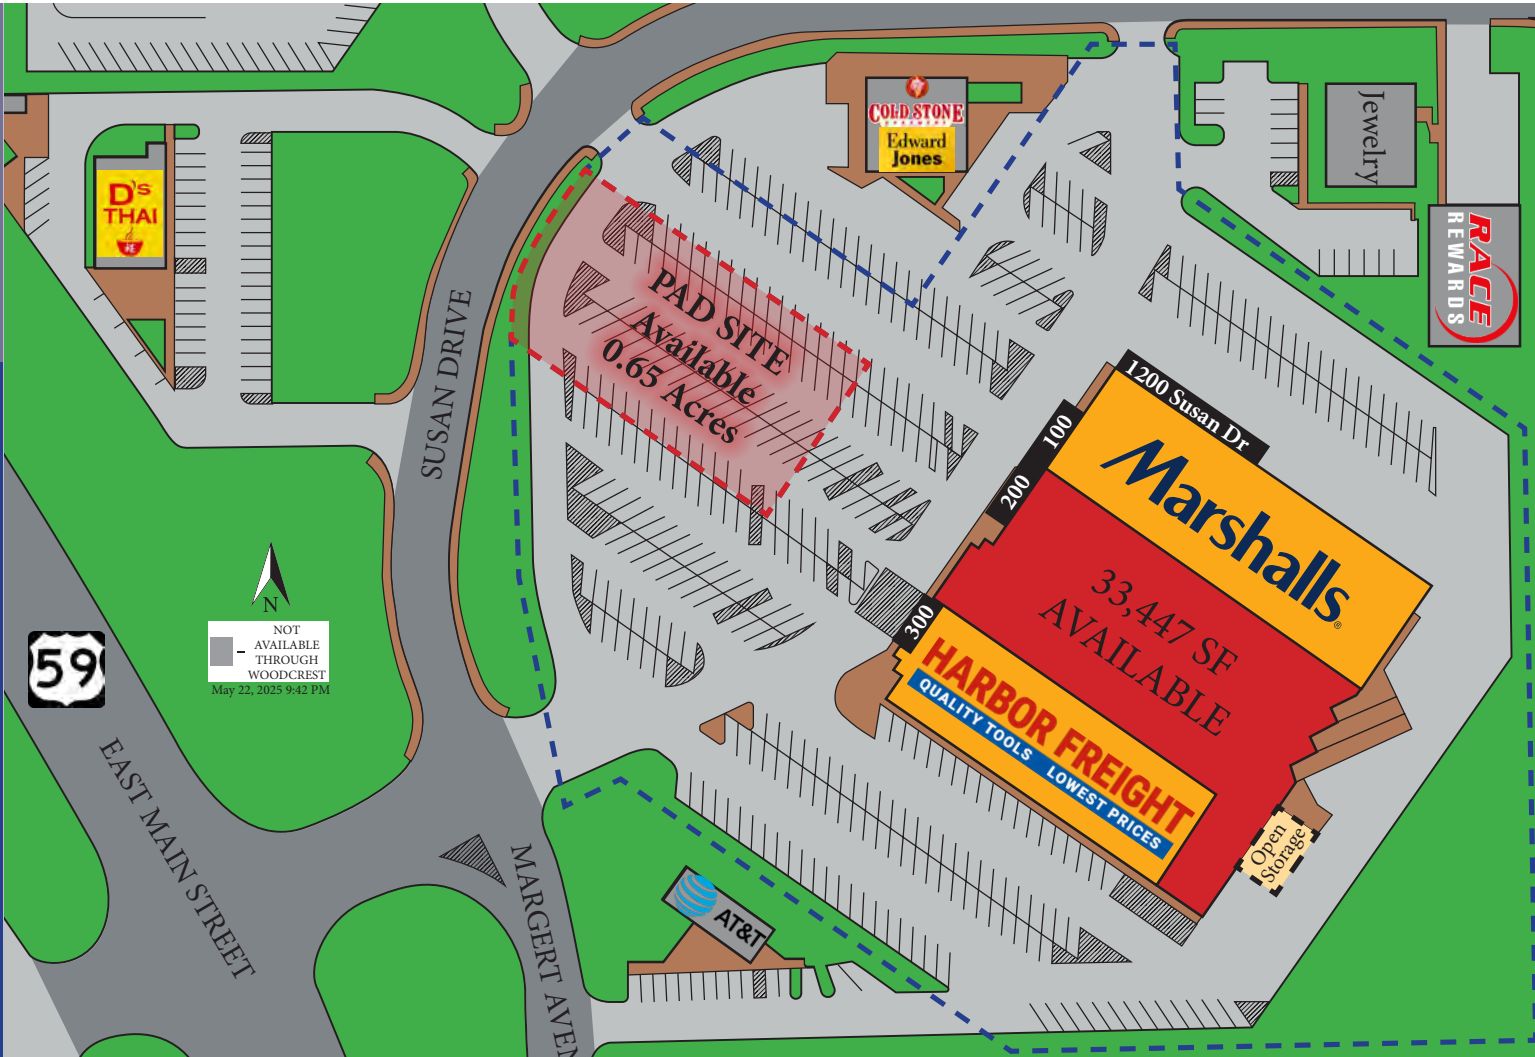 COLD STONE
Edward
Jones
Jewelry
RACE
REWARDS
D's
THAI
SUSAN DRIVE
PAD SITE
Available
0.65 Acres
1200 Susan Dr
100
200
300
Marshalls®
33,447 SF
AVAILABLE
HARBOR FREIGHT
QUALITY TOOLS LOWEST PRICES
Open
Storage
N
NOT
AVAILABLE
THROUGH
WOODCREST
May 22, 2025 9:42 PM
59
EAST MAIN STREET
MARGERT AVEN
AT&T